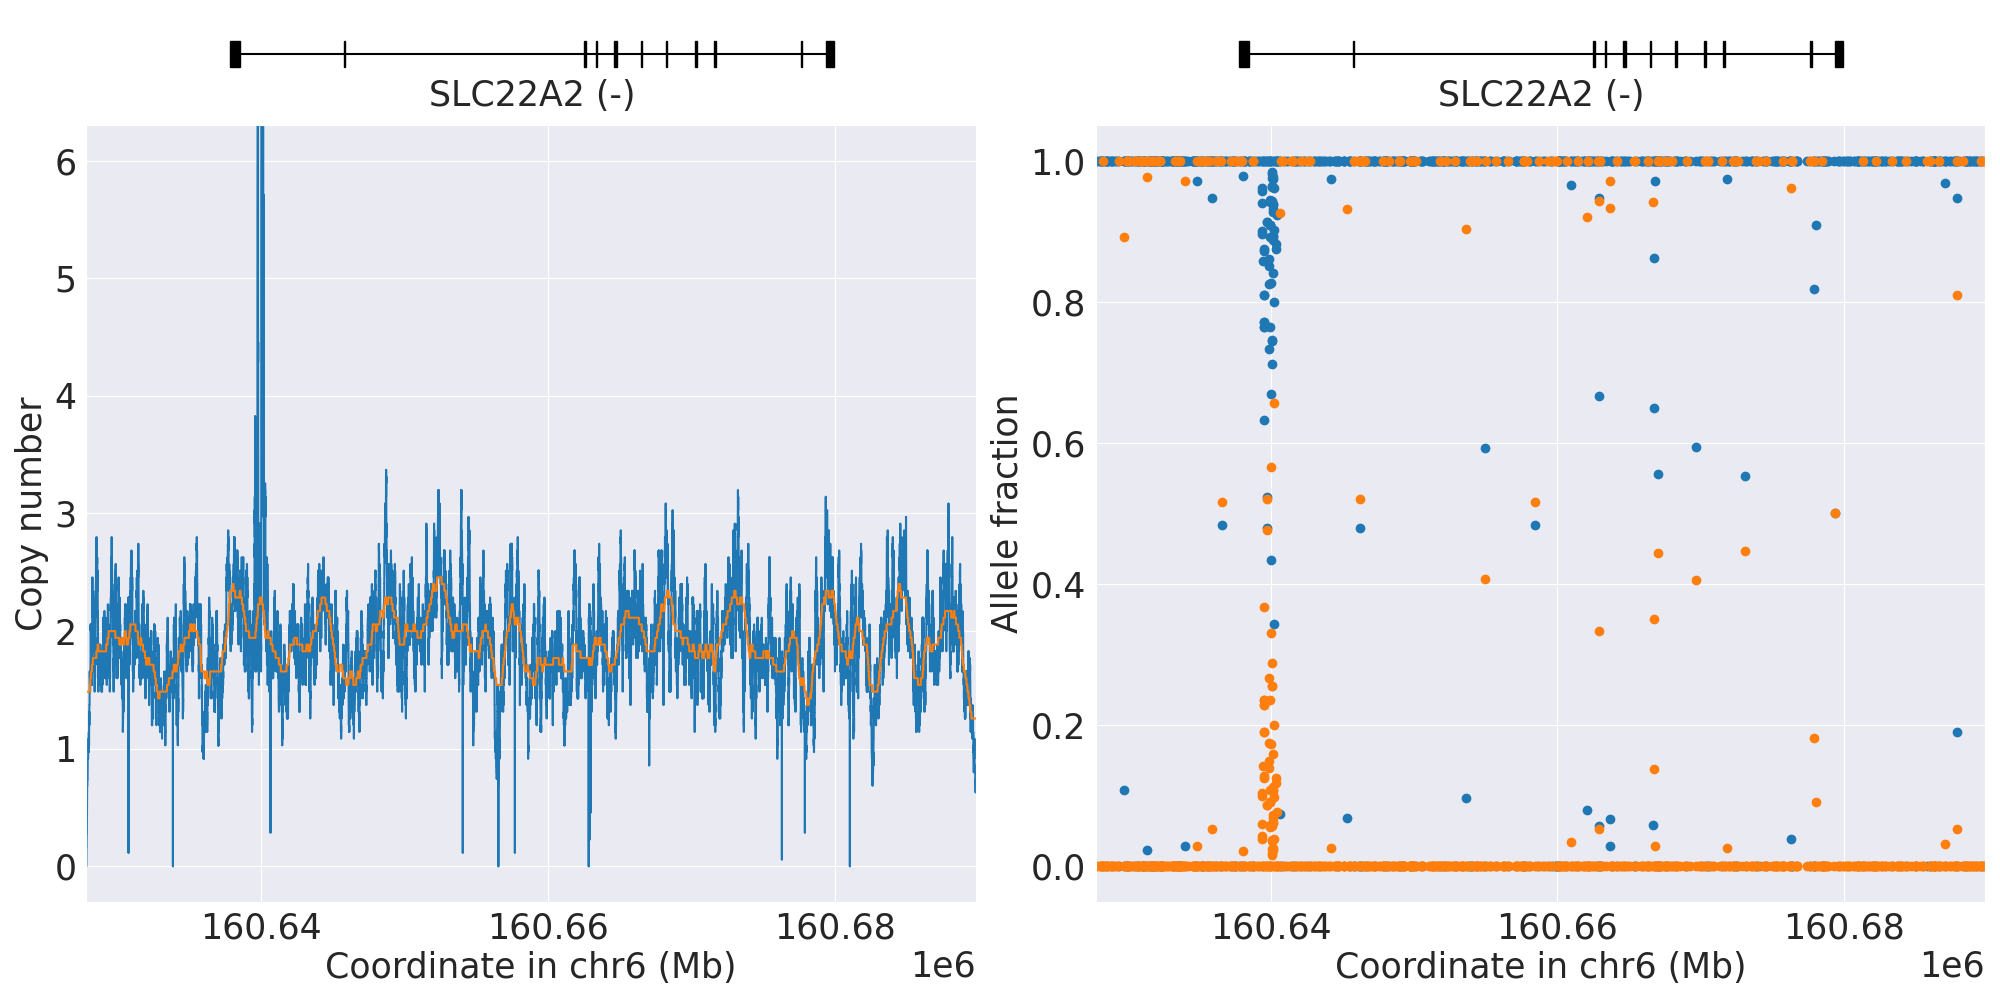 SLC22A2 (-)
Copy number
6
5
4
3
2
1
0
160.64
160.66
160.68
Coordinate in chr6 (Mb)
1e6
SLC22A2 (-)
Allele fraction
1.0
0.8
0.6
0.4
0.2
0.0
160.64
160.66
160.68
Coordinate in chr6 (Mb)
1e6